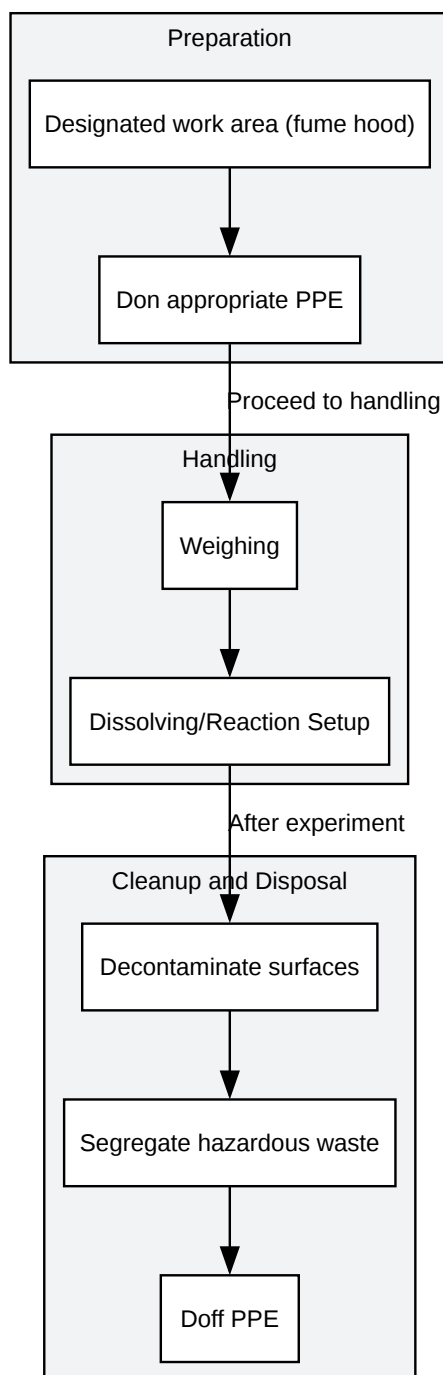 Preparation
Designated work area (fume hood)
Don appropriate PPE
Proceed to handling
Handling
Weighing
Dissolving/Reaction Setup
After experiment
Cleanup and Disposal
Decontaminate surfaces
Segregate hazardous waste
Doff PPE